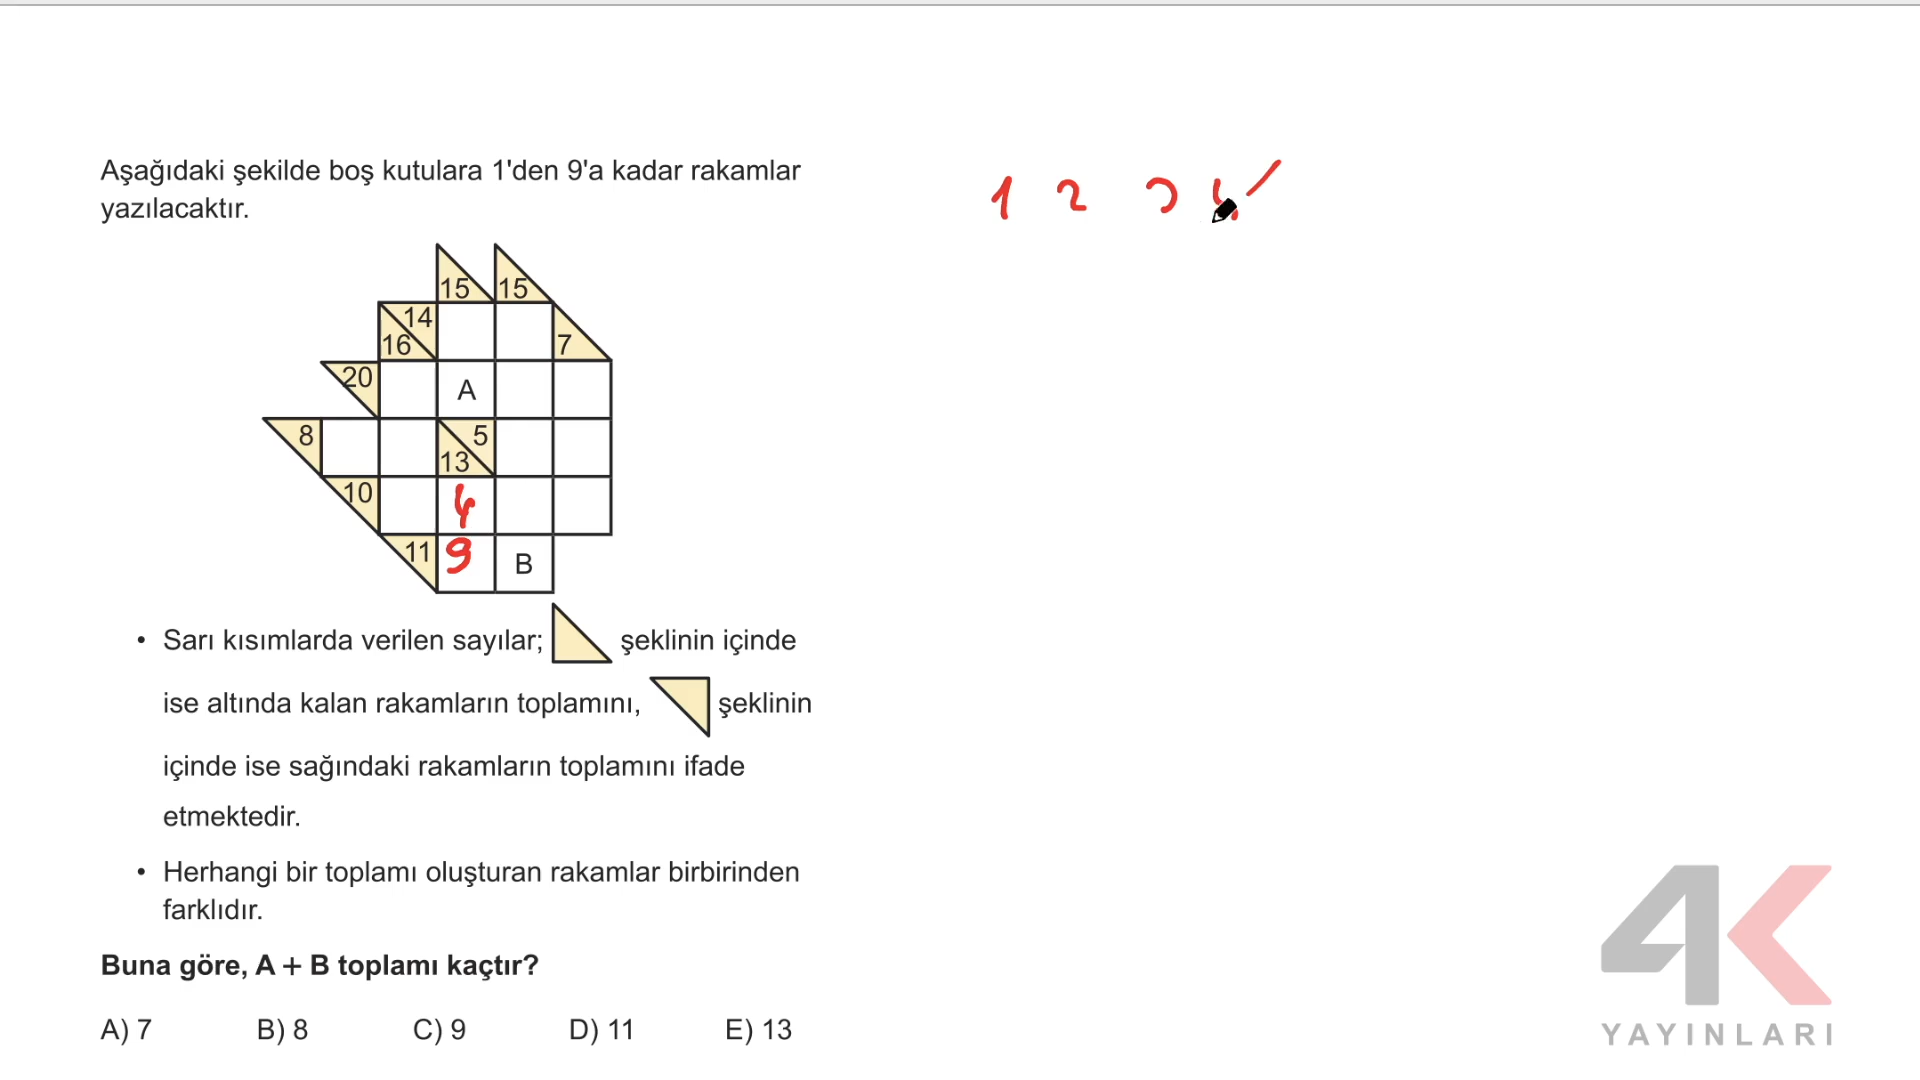 Aşağıdaki şekilde boş kutulara 1'den 9'a kadar rakamlar
yazılacaktır.
1 2 3 4
15 15
14
16 7
20 A
8 5
13
10 4
11 9 B
• Sarı kısımlarda verilen sayılar; şeklinin içinde
ise altında kalan rakamların toplamını, şeklinin
içinde ise sağındaki rakamların toplamını ifade
etmektedir.
• Herhangi bir toplamı oluşturan rakamlar birbirinden
farklıdır.
Buna göre, A + B toplamı kaçtır?
A) 7 B) 8 C) 9 D) 11 E) 13
4K
YAYINLARI